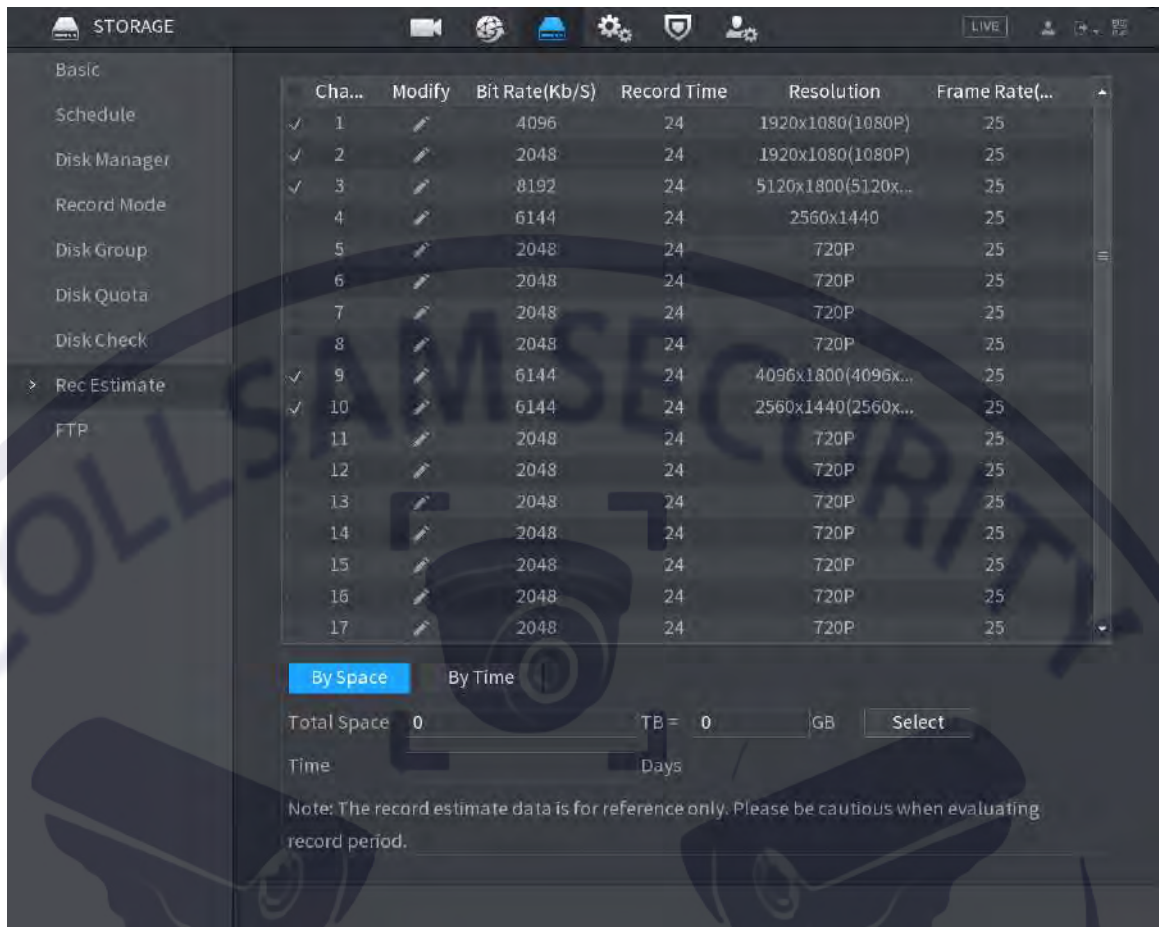 STORAGE LIVE
Basic
Schedule
Disk Manager
Record Mode
Disk Group
Disk Quota
Disk Check
> Rec Estimate
FTP
Cha... Modify Bit Rate(Kb/S) Record Time Resolution Frame Rate(...
1 4096 24 1920x1080(1080P) 25
2 2048 24 1920x1080(1080P) 25
3 8192 24 5120x1800(5120x... 25
4 6144 24 2560x1440 25
5 2048 24 720P 25
6 2048 24 720P 25
7 2048 24 720P 25
8 2048 24 720P 25
9 6144 24 4096x1800(4096x... 25
10 6144 24 2560x1440(2560x... 25
11 2048 24 720P 25
12 2048 24 720P 25
13 2048 24 720P 25
14 2048 24 720P 25
15 2048 24 720P 25
16 2048 24 720P 25
17 2048 24 720P 25
By Space By Time
Total Space 0 TB = 0 GB Select
Time Days
Note: The record estimate data is for reference only. Please be cautious when evaluating
record period.